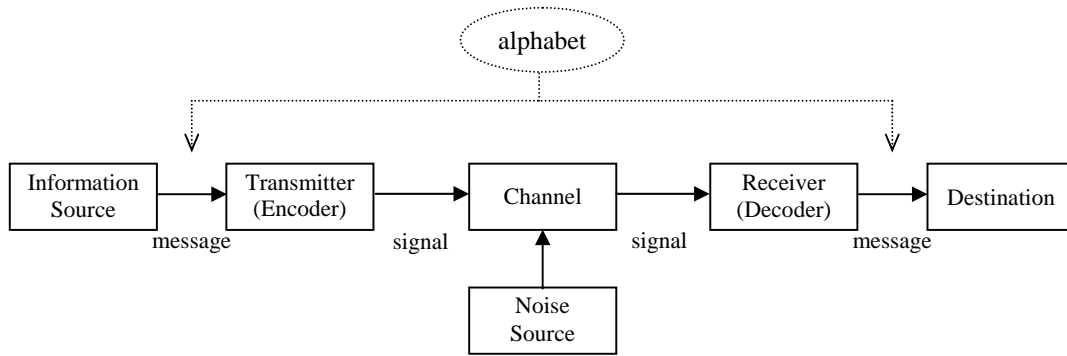 alphabet
Information
Source
Transmitter
(Encoder)
Channel
Receiver
(Decoder)
Destination
message
signal
signal
message
Noise
Source